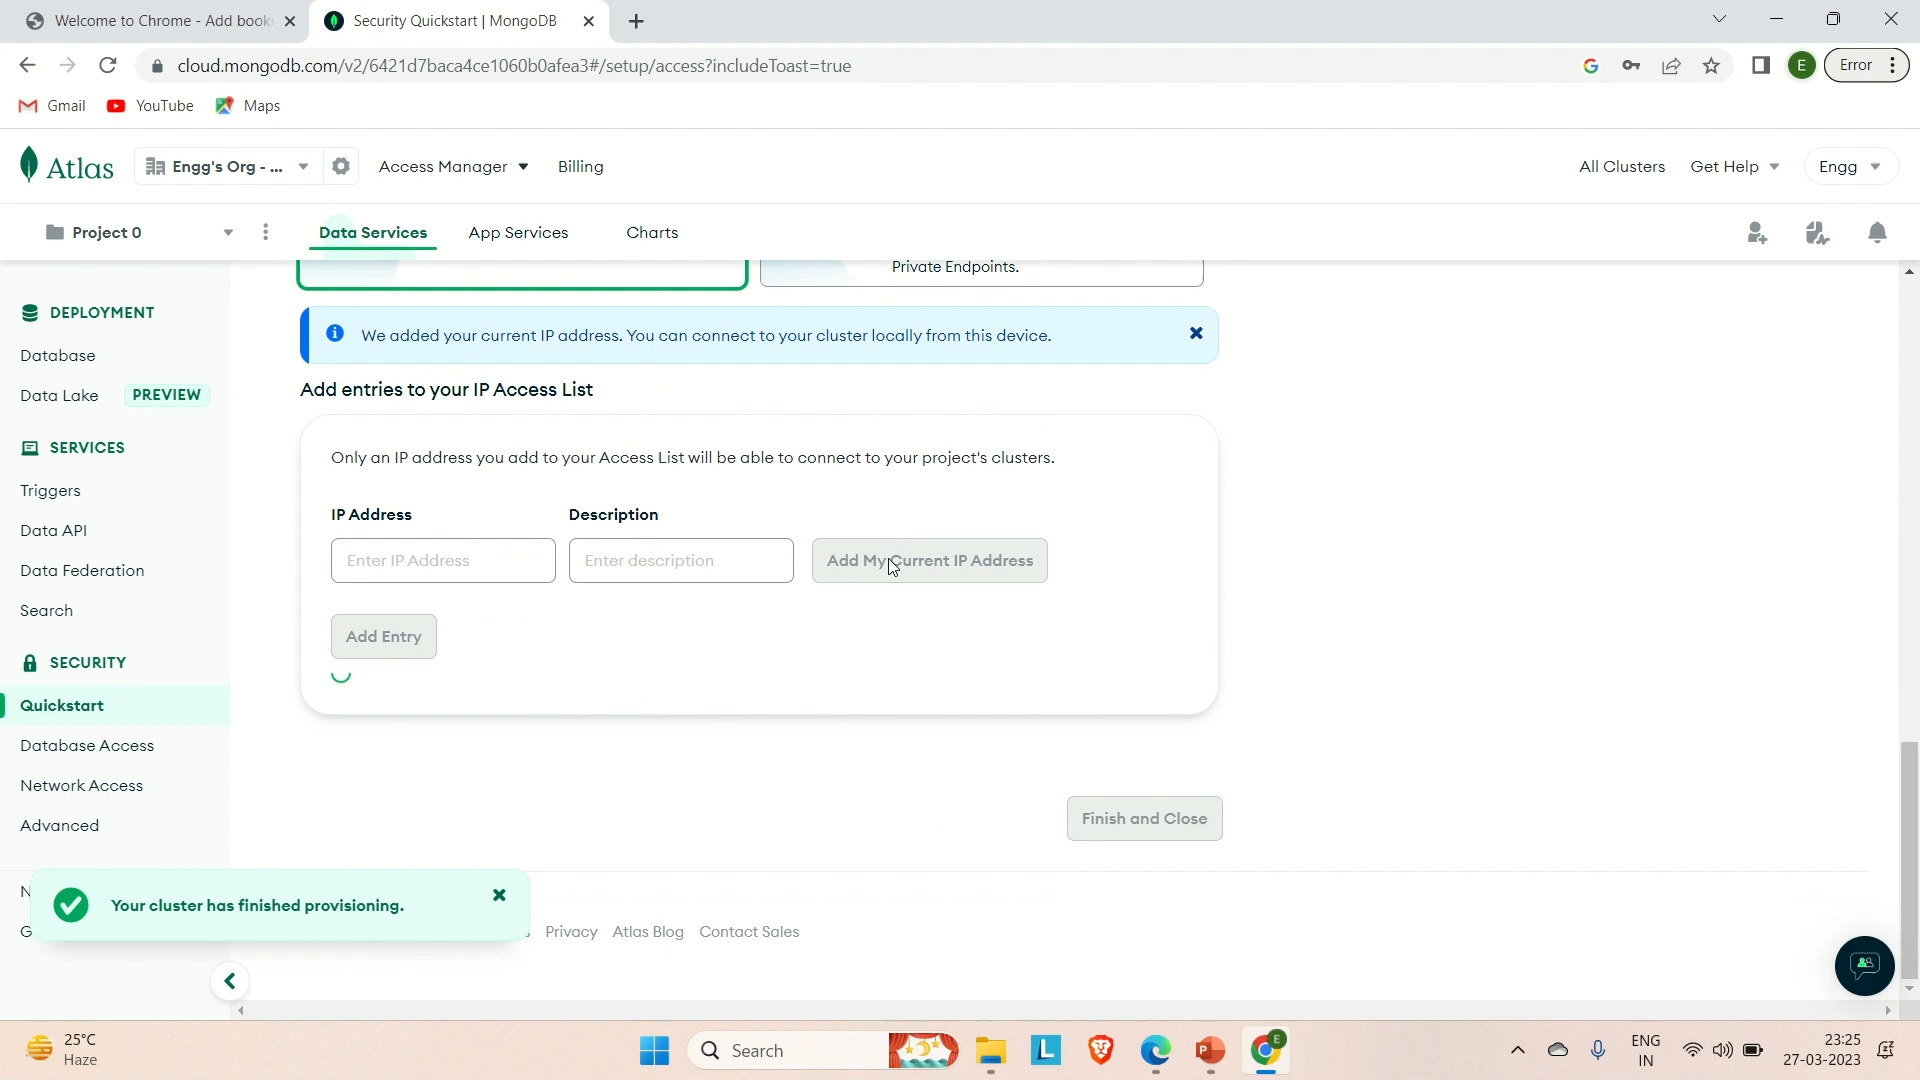 Welcome to Chrome - Add book
Security Quickstart | MongoDB
cloud.mongodb.com/v2/6421d7baca4ce1060b0afea3#/setup/access?includeToast=true
E
Error
Gmail
YouTube
Maps
Atlas
Engg's Org - ...
Access Manager
Billing
All Clusters
Get Help
Engg
Project 0
Data Services
App Services
Charts
Private Endpoints.
DEPLOYMENT
Database
Data Lake
PREVIEW
SERVICES
Triggers
Data API
Data Federation
Search
SECURITY
Quickstart
Database Access
Network Access
Advanced
We added your current IP address. You can connect to your cluster locally from this device.
Add entries to your IP Access List
Only an IP address you add to your Access List will be able to connect to your project's clusters.
IP Address
Description
Enter IP Address
Enter description
Add My Current IP Address
Add Entry
Finish and Close
Your cluster has finished provisioning.
Privacy
Atlas Blog
Contact Sales
25°C
Haze
Search
ENG
IN
23:25
27-03-2023